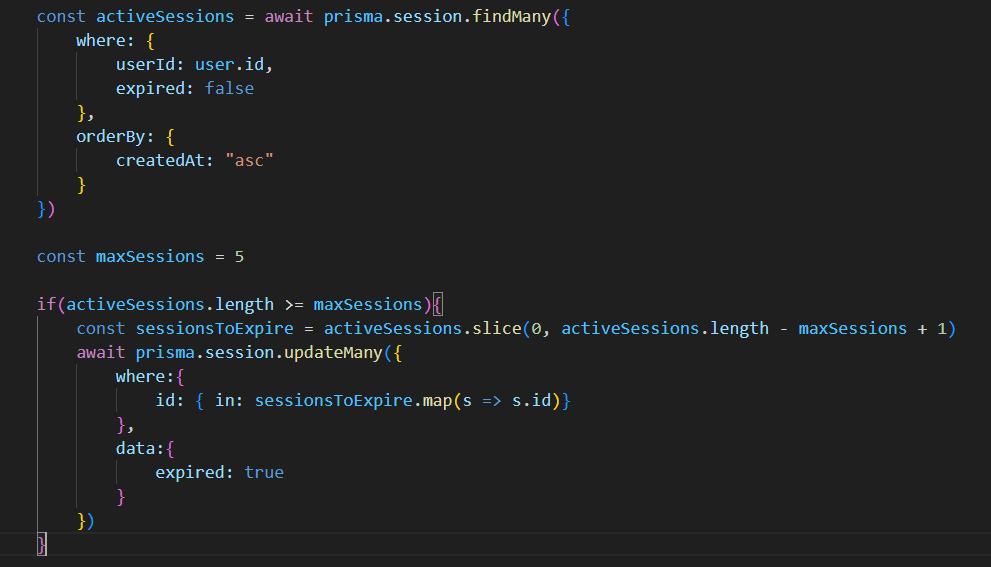 const activeSessions = await prisma.session.findMany({
    where: {
        userId: user.id,
        expired: false
    },
    orderBy: {
        createdAt: "asc"
    }
})

const maxSessions = 5

if(activeSessions.length >= maxSessions){
    const sessionsToExpire = activeSessions.slice(0, activeSessions.length - maxSessions + 1)
    await prisma.session.updateMany({
        where:{
            id: { in: sessionsToExpire.map(s => s.id)}
        },
        data:{
            expired: true
        }
    })
}